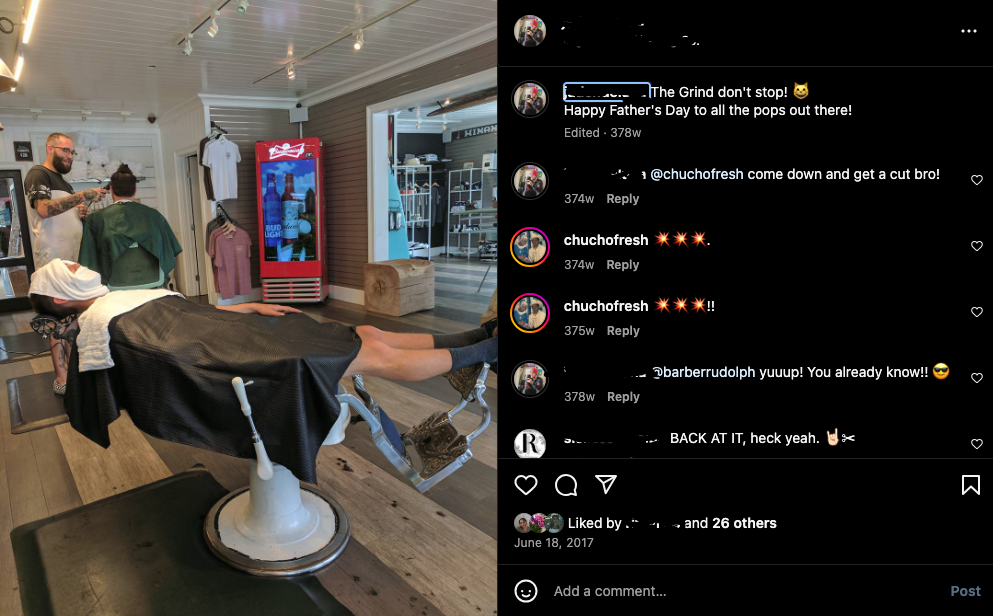 Budweiser
BUD
LIGHT
The Grind don't stop! 😺
Happy Father's Day to all the pops out there!
Edited · 378w
@chuchofresh come down and get a cut bro!
374w Reply
chuchofresh 💥💥💥.
374w Reply
chuchofresh 💥💥💥!!
375w Reply
@barberrudolph yuuup! You already know!! 😎
378w Reply
R
BACK AT IT, heck yeah. 🤘🏻✂
Liked by
and 26 others
June 18, 2017
Add a comment...
Post